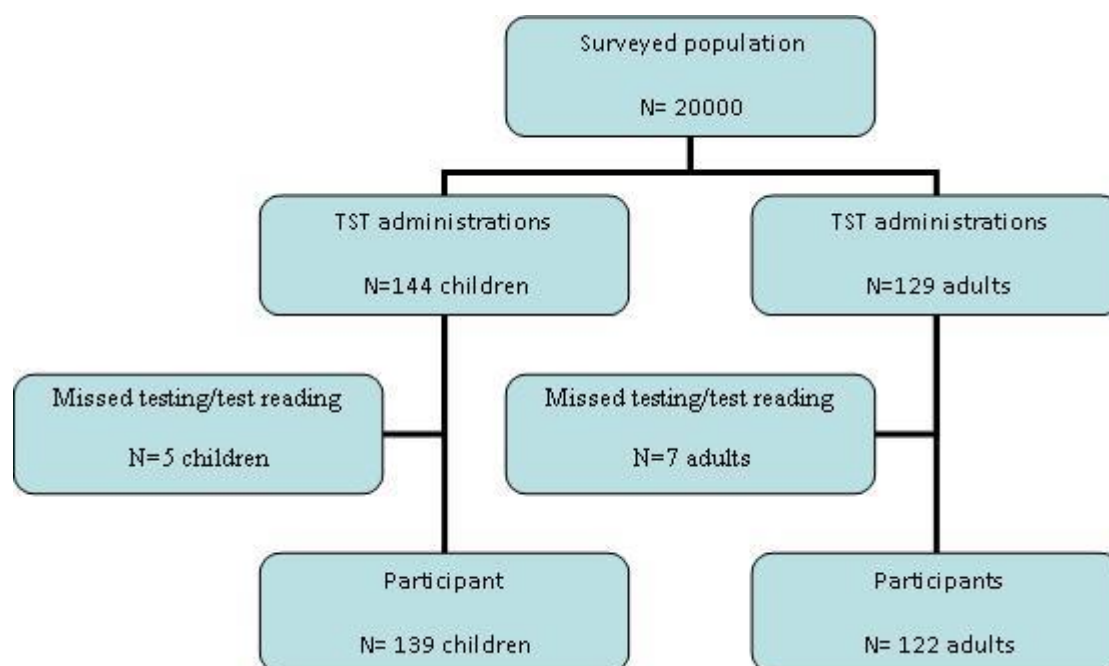 Surveyed population
N= 20000
TST administrations
N=144 children
TST administrations
N=129 adults
Missed testing/test reading
N=5 children
Missed testing/test reading
N=7 adults
Participant
N= 139 children
Participants
N= 122 adults